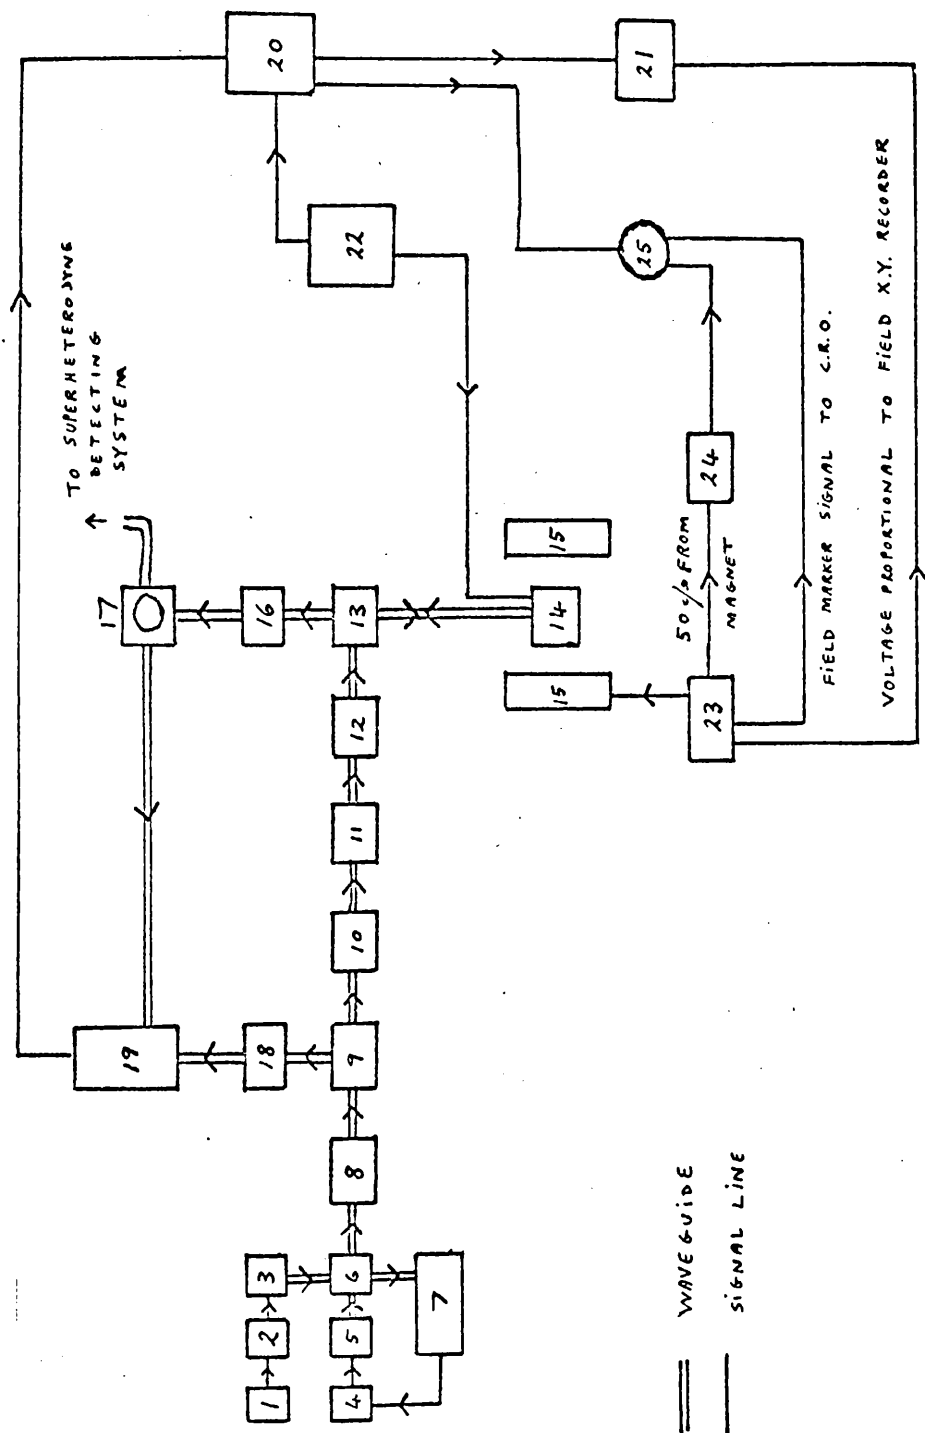 TO SUPERHETERODYNE
DETECTING
SYSTEM
20
21
22
25
17
16
13
14
15
15
24
50 c/s FROM
MAGNET
23
FIELD MARKER SIGNAL TO C.R.O.
VOLTAGE PROPORTIONAL TO FIELD X.Y. RECORDER
12
11
10
19
18
9
8
3
6
7
2
5
1
4
WAVEGUIDE
SIGNAL LINE